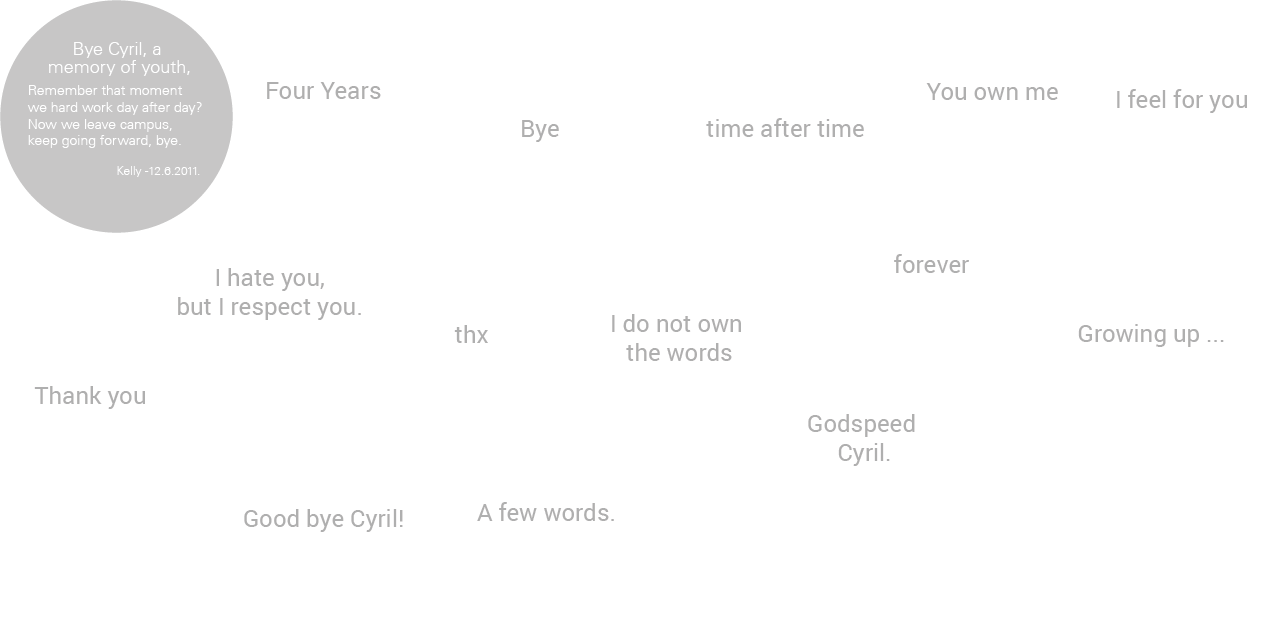 Bye Cyril, a
memory of youth,
Remember that moment
we hard work day after day?
Now we leave campus,
keep going forward, bye.
Kelly -12.6.2011.
Four Years
Bye
time after time
You own me
I feel for you
I hate you,
but I respect you.
thx
I do not own
the words
forever
Growing up ...
Thank you
Godspeed
Cyril.
Good bye Cyril!
A few words.